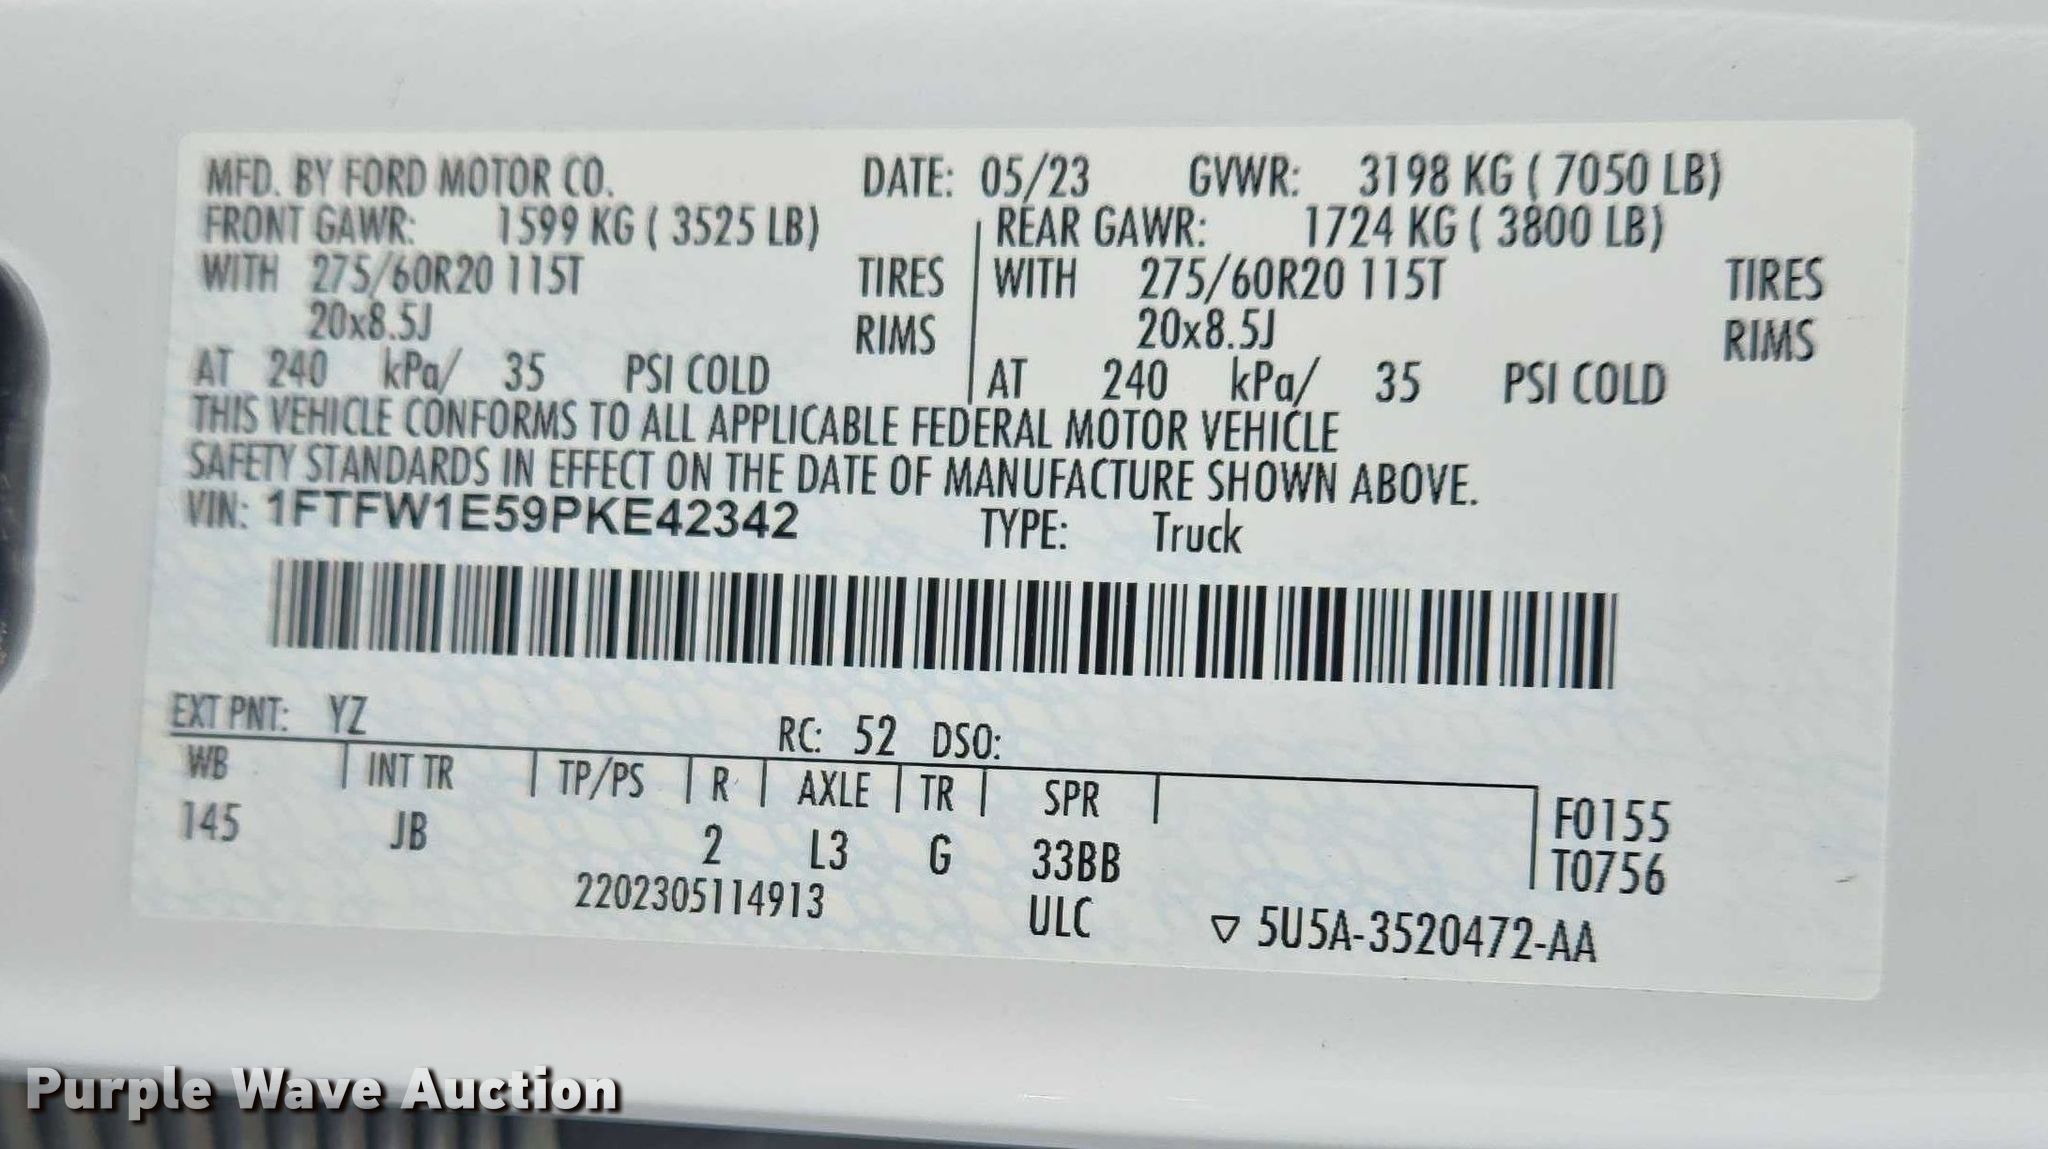 MFD. BY FORD MOTOR CO. DATE: 05/23 GVWR: 3198 KG ( 7050 LB)
FRONT GAWR: 1599 KG ( 3525 LB) REAR GAWR: 1724 KG ( 3800 LB)
WITH 275/60R20 115T TIRES WITH 275/60R20 115T TIRES
20x8.5J RIMS 20x8.5J RIMS
AT 240 kPa/ 35 PSI COLD AT 240 kPa/ 35 PSI COLD
THIS VEHICLE CONFORMS TO ALL APPLICABLE FEDERAL MOTOR VEHICLE
SAFETY STANDARDS IN EFFECT ON THE DATE OF MANUFACTURE SHOWN ABOVE.
VIN: 1FTFW1E59PKE42342 TYPE: Truck
EXT PNT: YZ RC: 52 DSO:
WB INT TR TP/PS R AXLE TR SPR F0155
145 JB 2 L3 G 33BB T0756
2202305114913 ULC ▽ 5U5A-3520472-AA
Purple Wave Auction